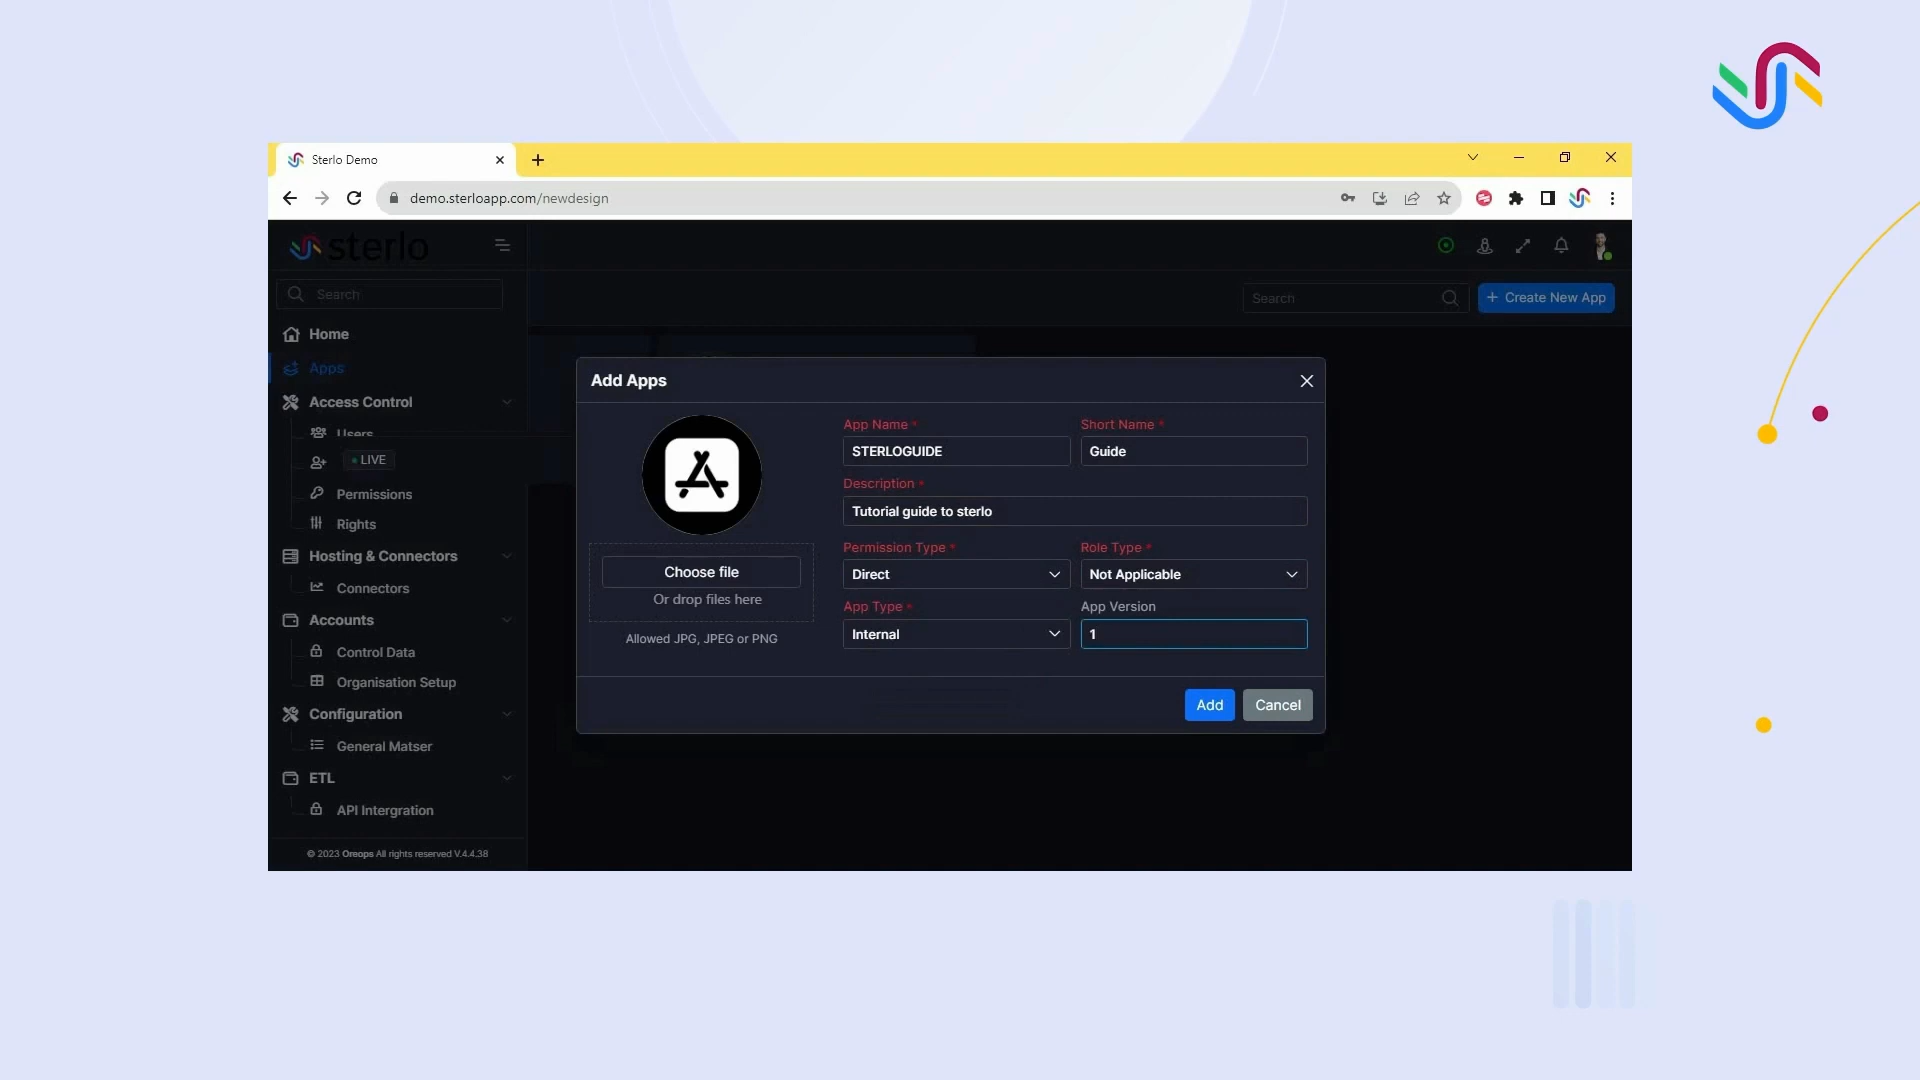 Sterlo Demo
demo.sterloapp.com/newdesign
sterlo
Search
Search
+ Create New App
Home
Apps
Access Control
Users
LIVE
Permissions
Rights
Hosting & Connectors
Connectors
Accounts
Control Data
Organisation Setup
Configuration
General Matser
ETL
API Intergration
© 2023 Oreops All rights reserved V.4.4.38
Add Apps
Choose file
Or drop files here
Allowed JPG, JPEG or PNG
App Name * Short Name *
STERLOGUIDE Guide
Description *
Tutorial guide to sterlo
Permission Type * Role Type *
Direct Not Applicable
App Type * App Version
Internal 1
Add Cancel